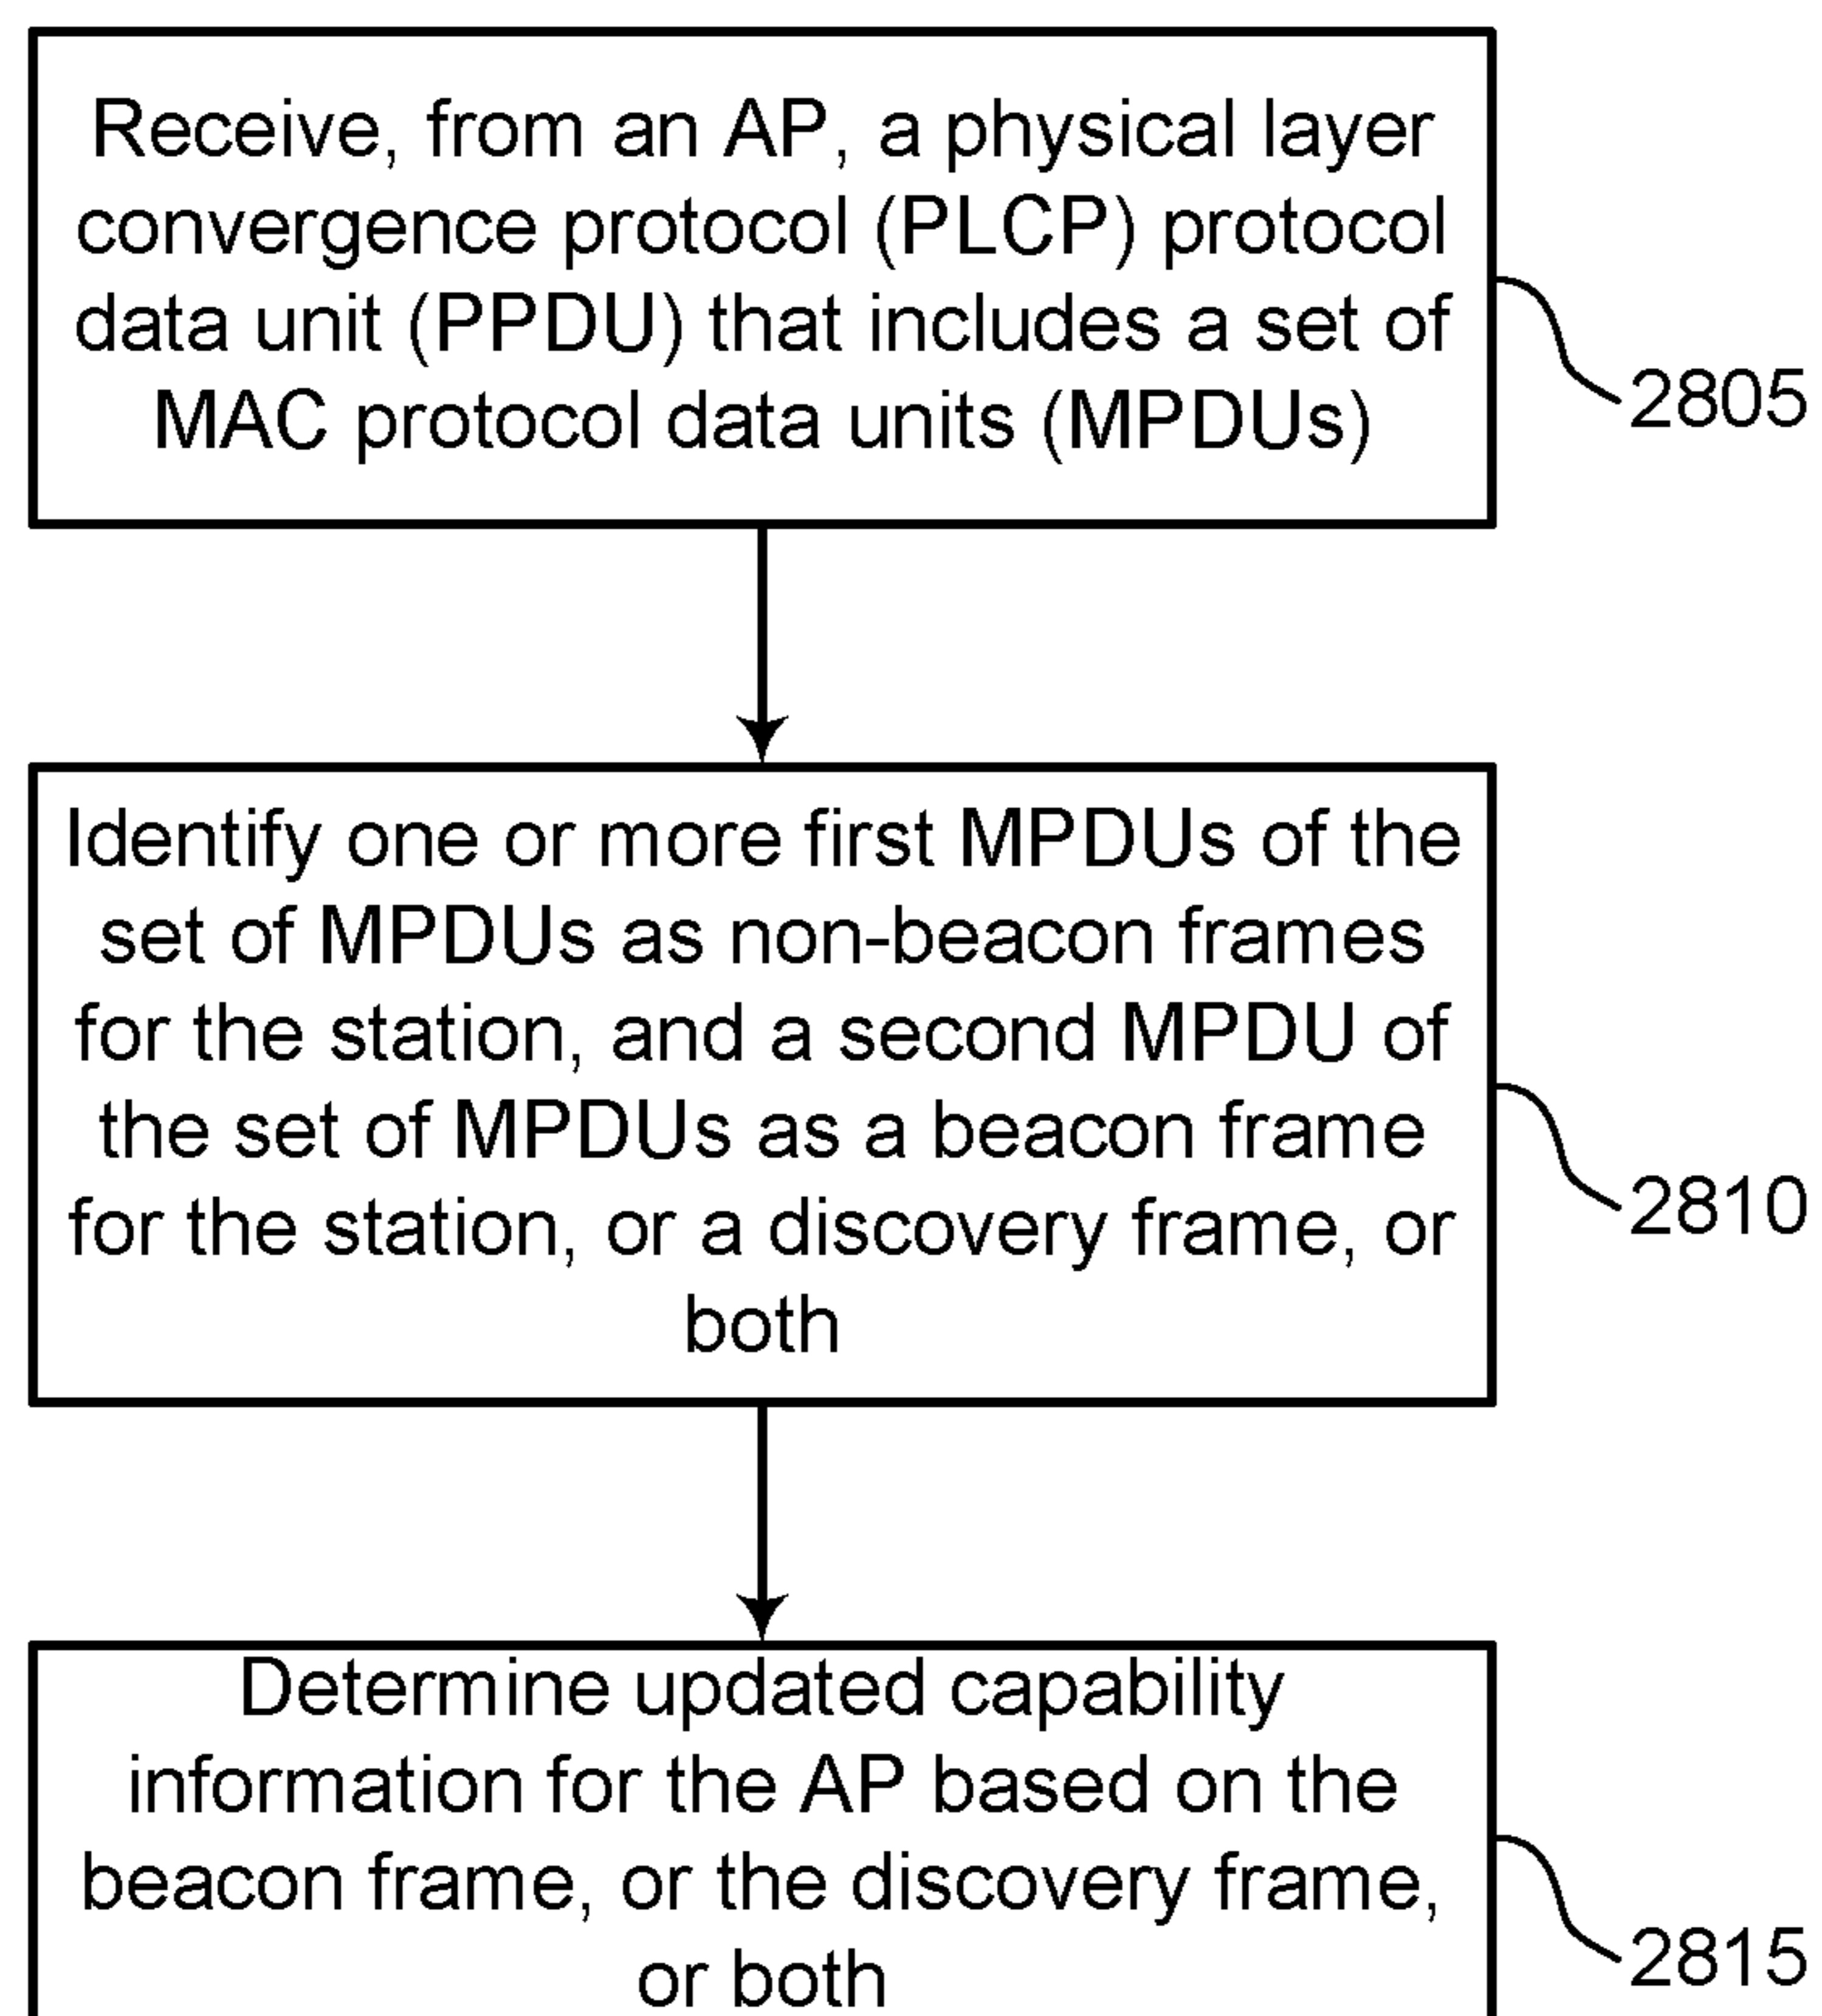 Receive, from an AP, a physical layer
convergence protocol (PLCP) protocol
data unit (PPDU) that includes a set of
MAC protocol data units (MPDUs)
2805
Identify one or more first MPDUs of the
set of MPDUs as non-beacon frames
for the station, and a second MPDU of
the set of MPDUs as a beacon frame
for the station, or a discovery frame, or
both
2810
Determine updated capability
information for the AP based on the
beacon frame, or the discovery frame,
or both
2815